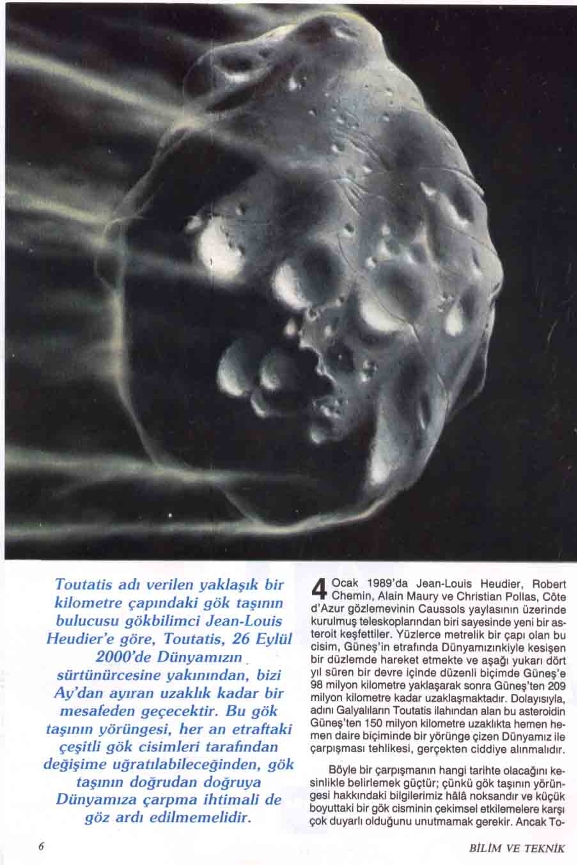 Toutatis adı verilen yaklaşık bir
kilometre çapındaki gök taşının
bulucusu gökbilimci Jean-Louis
Heudier'e göre, Toutatis, 26 Eylül
2000'de Dünyamızın
sürtünürcesine yakınından, bizi
Ay'dan ayıran uzaklık kadar bir
mesafeden geçecektir. Bu gök
taşının yörüngesi, her an etraftaki
çeşitli gök cisimleri tarafından
değişime uğratılabileceğinden, gök
taşının doğrudan doğruya
Dünyamıza çarpma ihtimali de
göz ardı edilmemelidir.
4 Ocak 1989'da Jean-Louis Heudier, Robert
Chemin, Alain Maury ve Christian Pollas, Côte
d'Azur gözlemevinin Caussols yaylasının üzerinde
kurulmuş teleskoplarından biri sayesinde yeni bir as-
teroit keşfettiler. Yüzlerce metrelik bir çapı olan bu
cisim, Güneş'in etrafında Dünyamızınkiyle kesişen
bir düzlemde hareket etmekte ve aşağı yukarı dört
yıl süren bir devre içinde düzenli biçimde Güneş'e
98 milyon kilometre yaklaşarak sonra Güneş'ten 209
milyon kilometre kadar uzaklaşmaktadır. Dolayısıyla,
adını Galyalıların Toutatis ilahından alan bu asteroidin
Güneş'ten 150 milyon kilometre uzaklıkta hemen he-
men daire biçiminde bir yörünge çizen Dünyamız ile
çarpışması tehlikesi, gerçekten ciddiye alınmalıdır.
Böyle bir çarpışmanın hangi tarihte olacağını ke-
sinlikle belirlemek güçtür; çünkü gök taşının yörün-
gesi hakkındaki bilgilerimiz hâlâ noksandır ve küçük
boyuttaki bir gök cisminin çekimsel etkilemelere karşı
çok duyarlı olduğunu unutmamak gerekir. Ancak To-
6
BİLİM VE TEKNİK